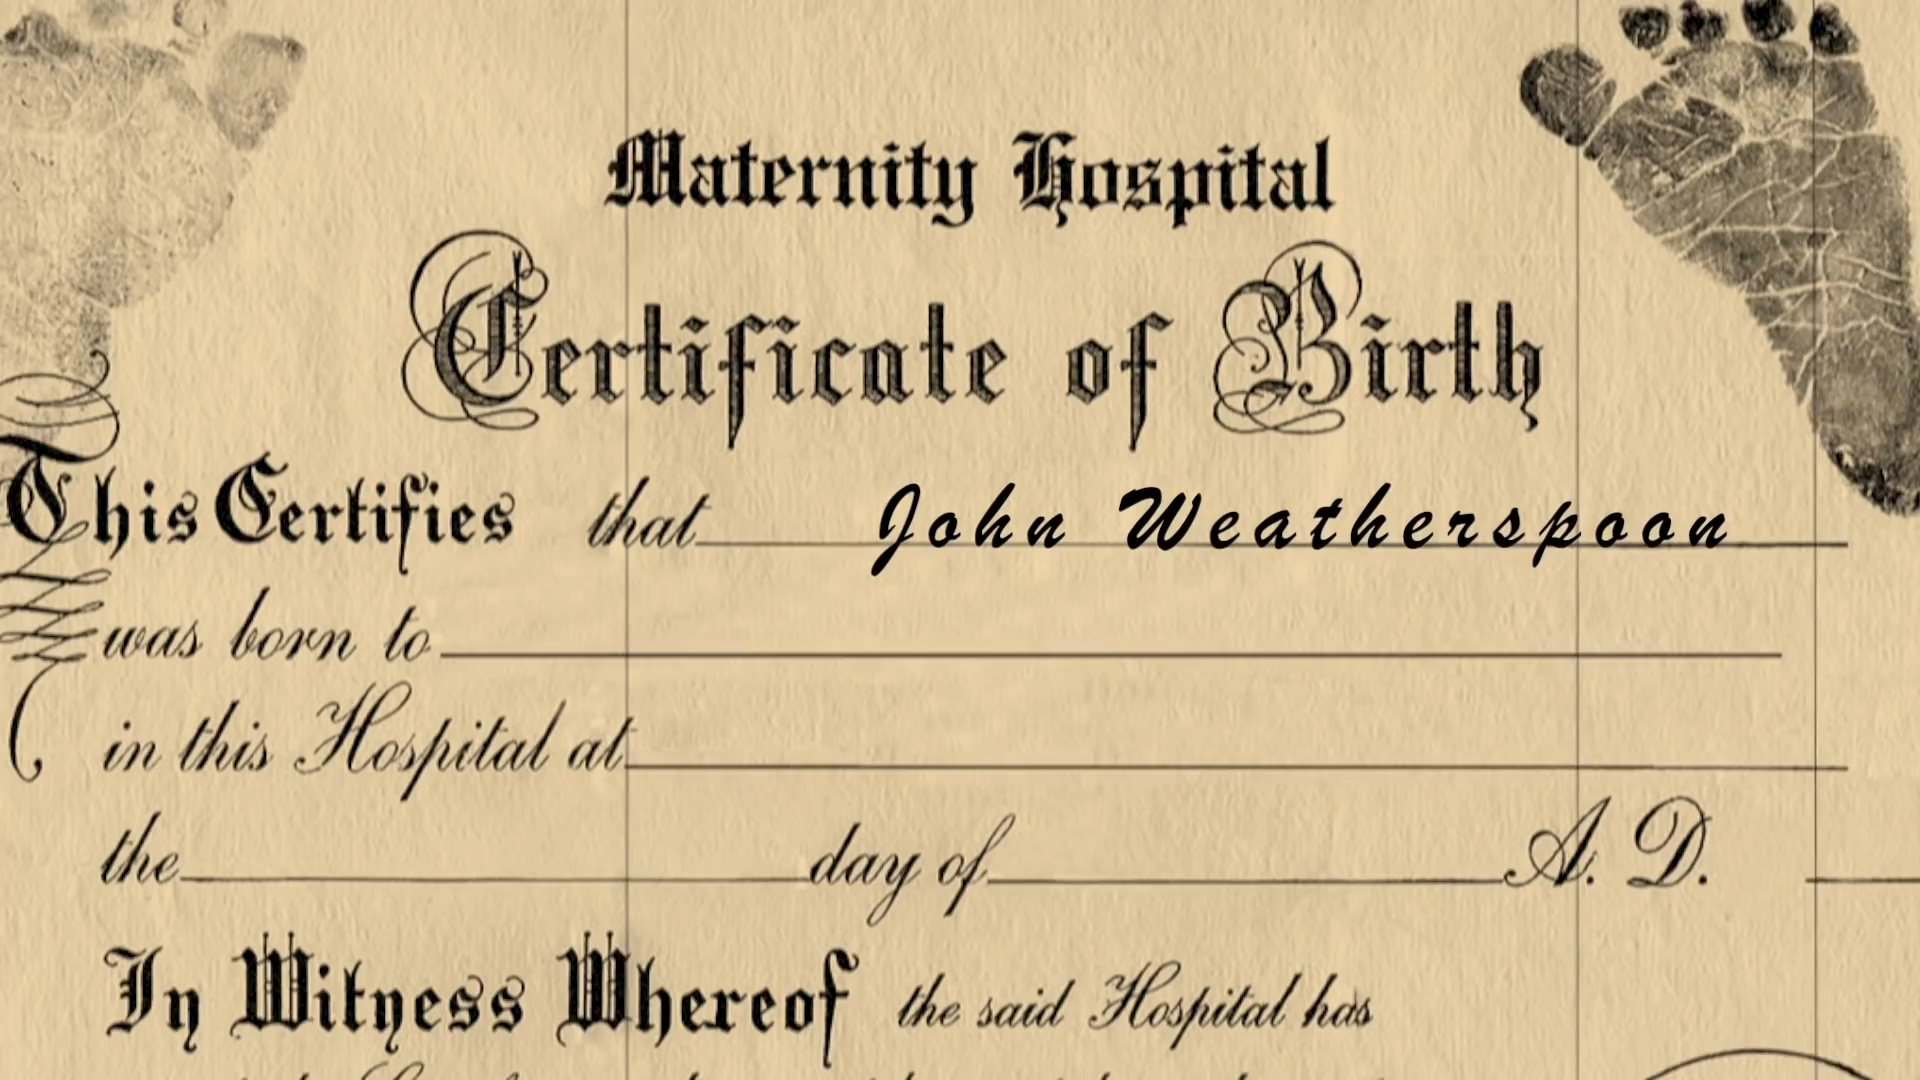 Maternity Hospital
Certificate of Birth
This Certifies that John Weatherspoon
was born to
in this Hospital at
the day of A. D.
In Witness Whereof the said Hospital has